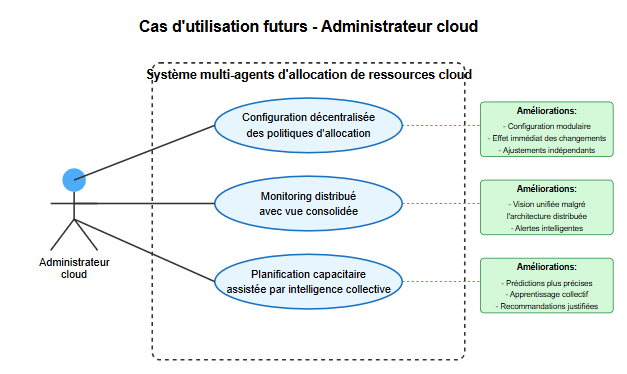 Cas d'utilisation futurs - Administrateur cloud
Système multi-agents d'allocation de ressources cloud
Configuration décentralisée
des politiques d'allocation
Améliorations:
- Configuration modulaire
- Effet immédiat des changements
- Ajustements indépendants
Monitoring distribué
avec vue consolidée
Améliorations:
- Vision unifiée malgré
l'architecture distribuée
- Alertes intelligentes
Administrateur
cloud
Planification capacitaire
assistée par intelligence collective
Améliorations:
- Prédictions plus précises
- Apprentissage collectif
- Recommandations justifiées